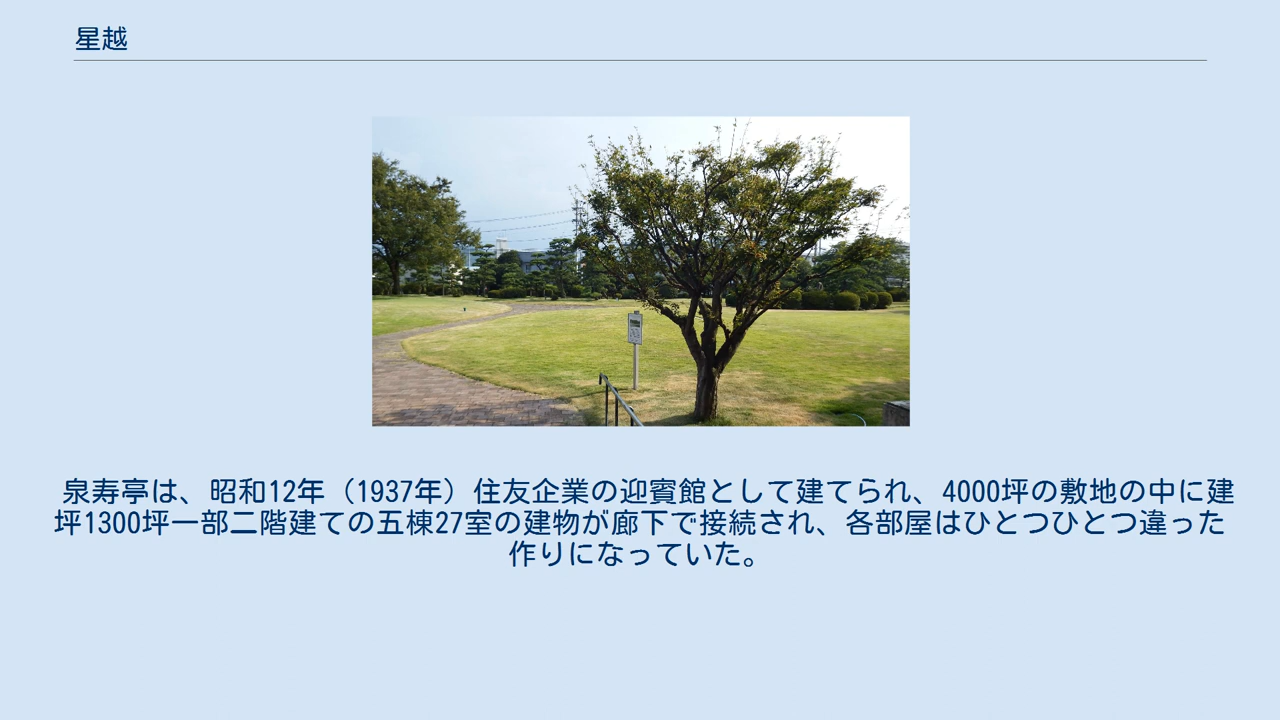 星越
泉寿亭は、昭和12年（1937年）住友企業の迎賓館として建てられ、4000坪の敷地の中に建
坪1300坪一部二階建ての五棟27室の建物が廊下で接続され、各部屋はひとつひとつ違った
作りになっていた。